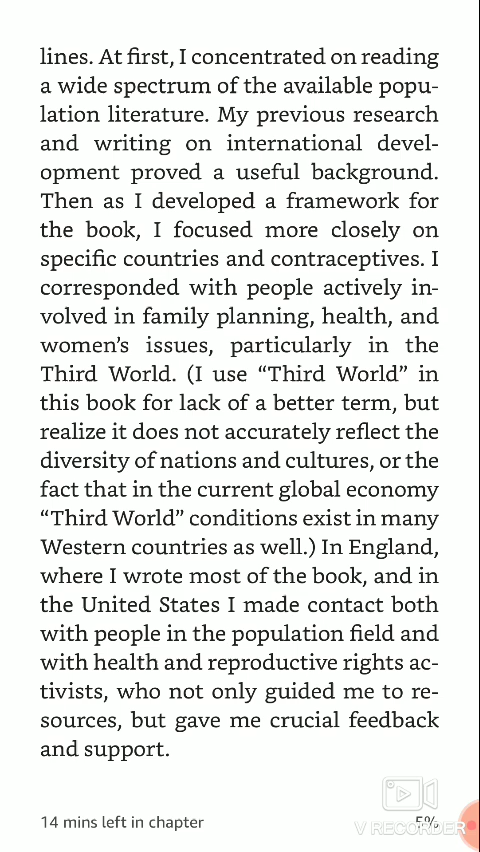 lines. At first, I concentrated on reading
a wide spectrum of the available popu-
lation literature. My previous research
and writing on international devel-
opment proved a useful background.
Then as I developed a framework for
the book, I focused more closely on
specific countries and contraceptives. I
corresponded with people actively in-
volved in family planning, health, and
women’s issues, particularly in the
Third World. (I use “Third World” in
this book for lack of a better term, but
realize it does not accurately reflect the
diversity of nations and cultures, or the
fact that in the current global economy
“Third World” conditions exist in many
Western countries as well.) In England,
where I wrote most of the book, and in
the United States I made contact both
with people in the population field and
with health and reproductive rights ac-
tivists, who not only guided me to re-
sources, but gave me crucial feedback
and support.
14 mins left in chapter 5%
V RECORDER